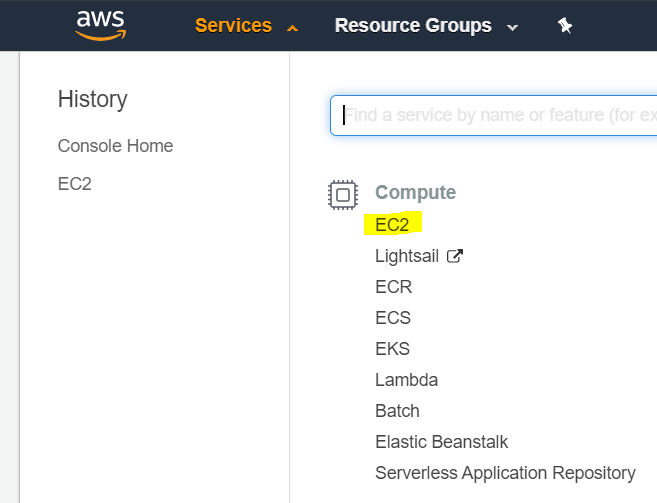 aws
Services
Resource Groups
History
Console Home
EC2
Find a service by name or feature (for ex
Compute
EC2
Lightsail
ECR
ECS
EKS
Lambda
Batch
Elastic Beanstalk
Serverless Application Repository